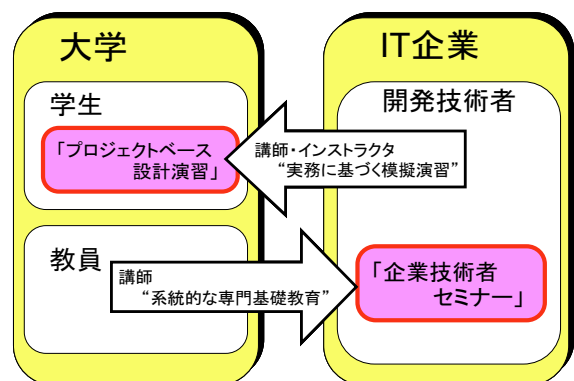 大学
IT企業
学生
開発技術者
「プロジェクトベース
設計演習」
講師・インストラクタ
“実務に基づく模擬演習”
教員
講師
“系統的な専門基礎教育”
「企業技術者
セミナー」